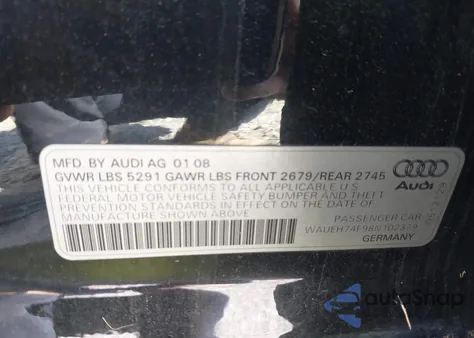 MFD. BY AUDI AG 01 08
GVWR LBS 5291 GAWR LBS FRONT 2679/REAR 2745
THIS VEHICLE CONFORMS TO ALL APPLICABLE U.S.
FEDERAL MOTOR VEHICLE SAFETY BUMPER AND THEFT
PREVENTION STANDARDS IN EFFECT ON THE DATE OF
MANUFACTURE SHOWN ABOVE
Audi
PASSENGER CAR
WAUEH74F98N102379
GERMANY
autoSnap